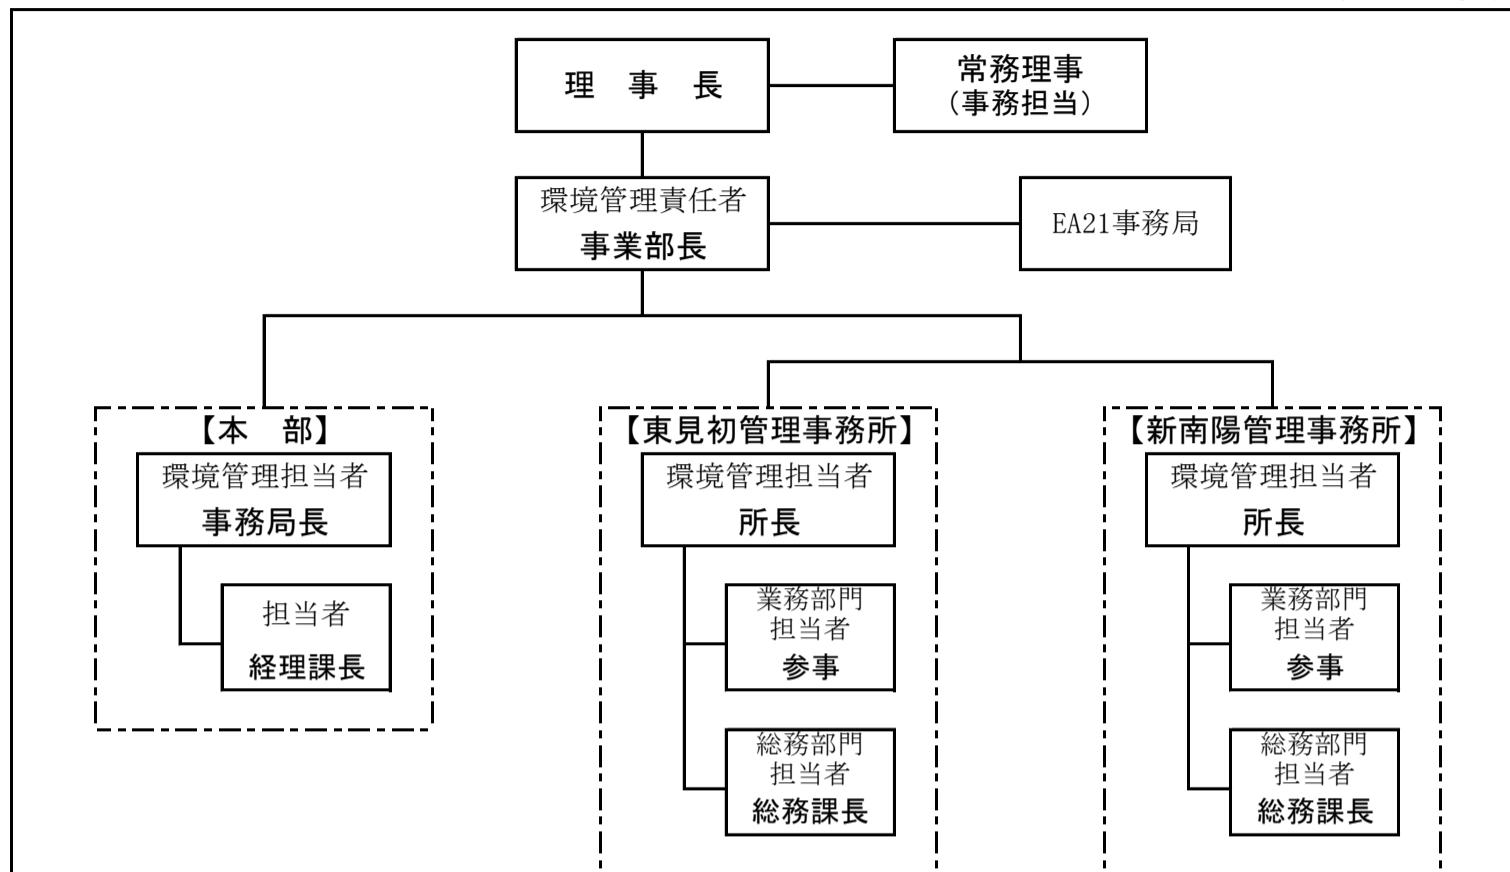 理　事　長
常務理事
（事務担当）
環境管理責任者
事業部長
EA21事務局
【本　部】
環境管理担当者
事務局長
担当者
経理課長
【東見初管理事務所】
環境管理担当者
所長
業務部門
担当者
参事
総務部門
担当者
総務課長
【新南陽管理事務所】
環境管理担当者
所長
業務部門
担当者
参事
総務部門
担当者
総務課長